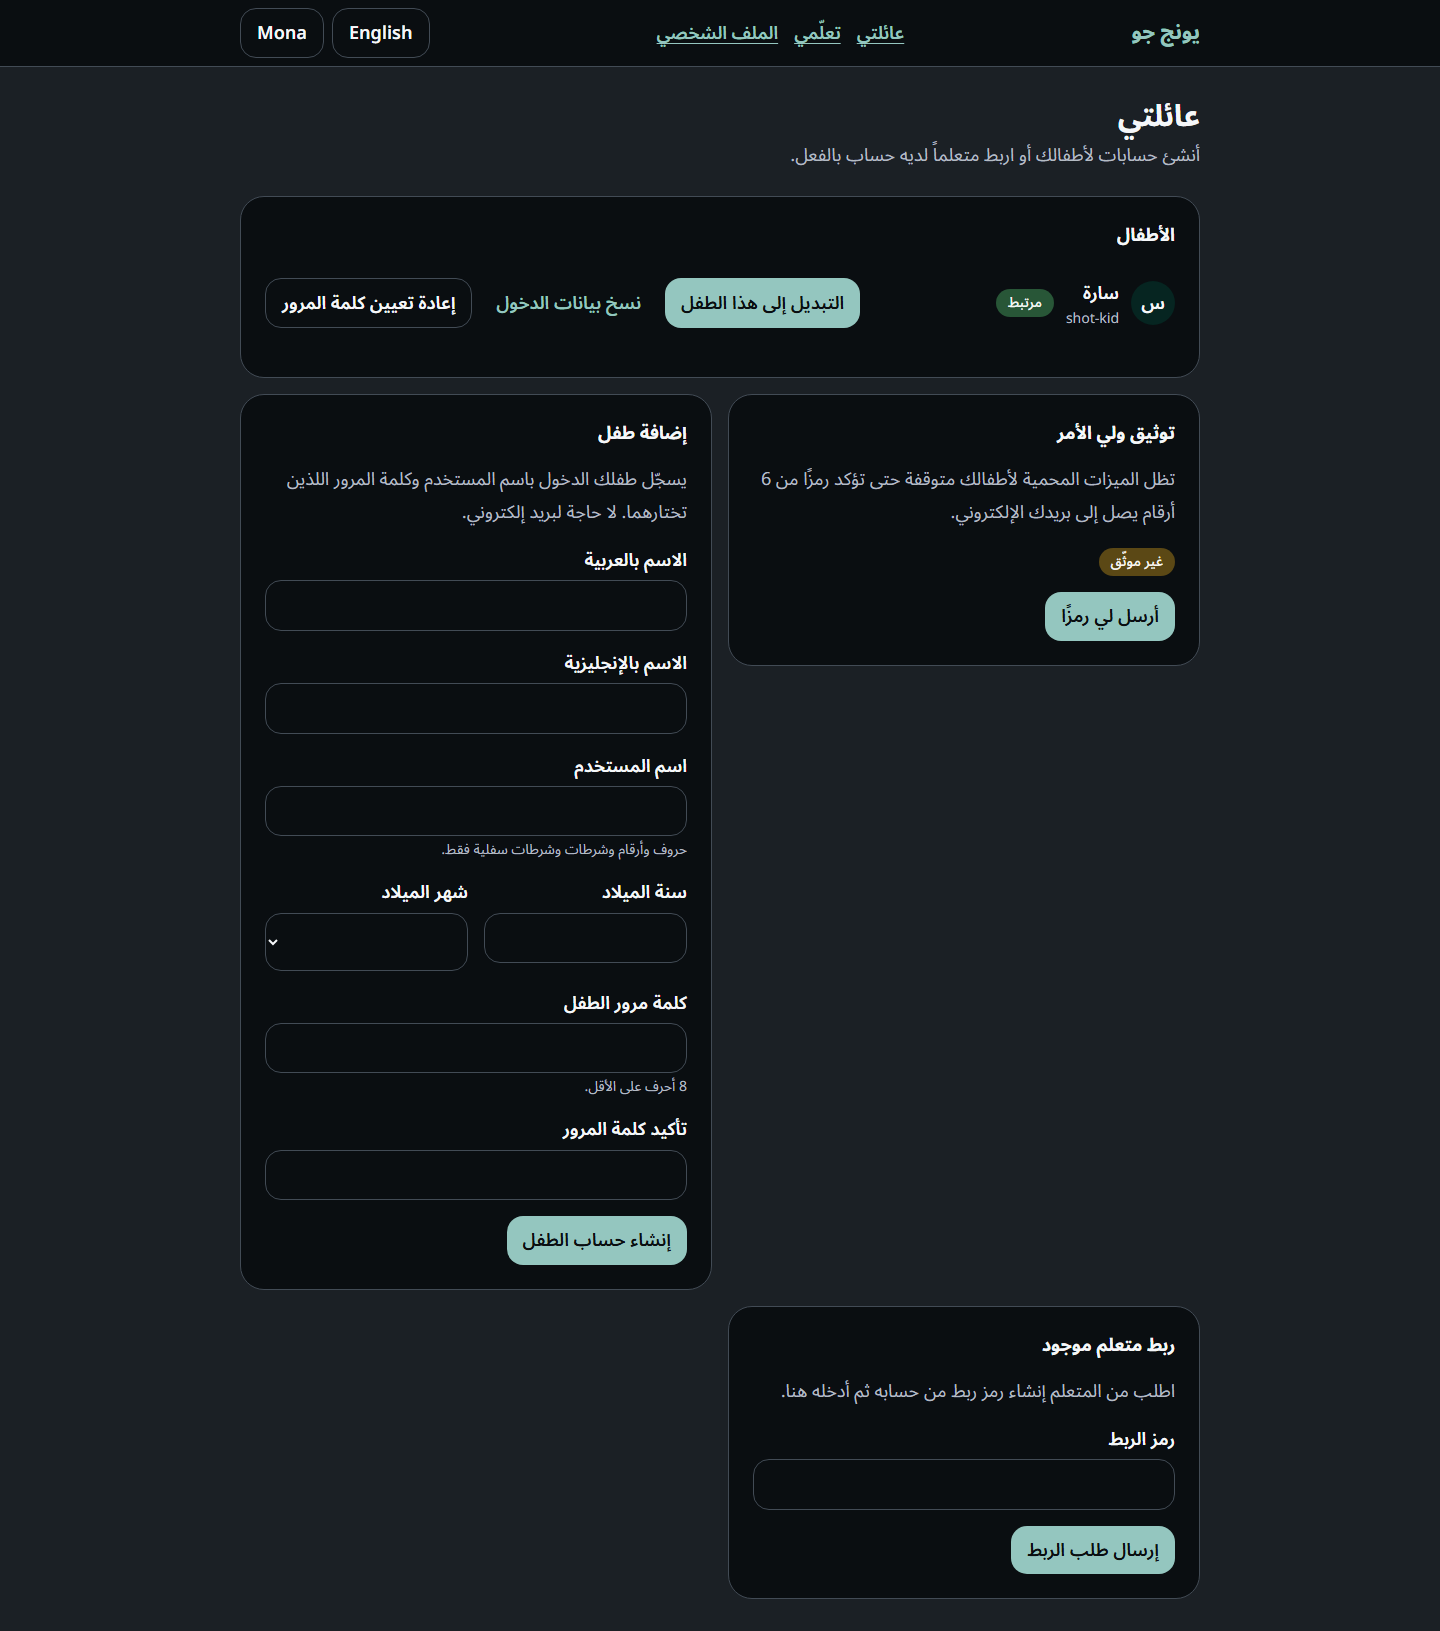 يونج جو
عائلتي تعلّمي الملف الشخصي
English Mona
عائلتي
أنشئ حسابات لأطفالك أو اربط متعلماً لديه حساب بالفعل.
الأطفال
س
سارة
shot-kid
مرتبط
التبديل إلى هذا الطفل
نسخ بيانات الدخول
إعادة تعيين كلمة المرور
توثيق ولي الأمر
تظل الميزات المحمية لأطفالك متوقفة حتى تؤكد رمزًا من 6
أرقام يصل إلى بريدك الإلكتروني.
غير موثّق
أرسل لي رمزًا
إضافة طفل
يسجّل طفلك الدخول باسم المستخدم وكلمة المرور اللذين
تختارهما. لا حاجة لبريد إلكتروني.
الاسم بالعربية
الاسم بالإنجليزية
اسم المستخدم
حروف وأرقام وشرطات وشرطات سفلية فقط.
سنة الميلاد
شهر الميلاد
كلمة مرور الطفل
8 أحرف على الأقل.
تأكيد كلمة المرور
إنشاء حساب الطفل
ربط متعلم موجود
اطلب من المتعلم إنشاء رمز ربط من حسابه ثم أدخله هنا.
رمز الربط
إرسال طلب الربط